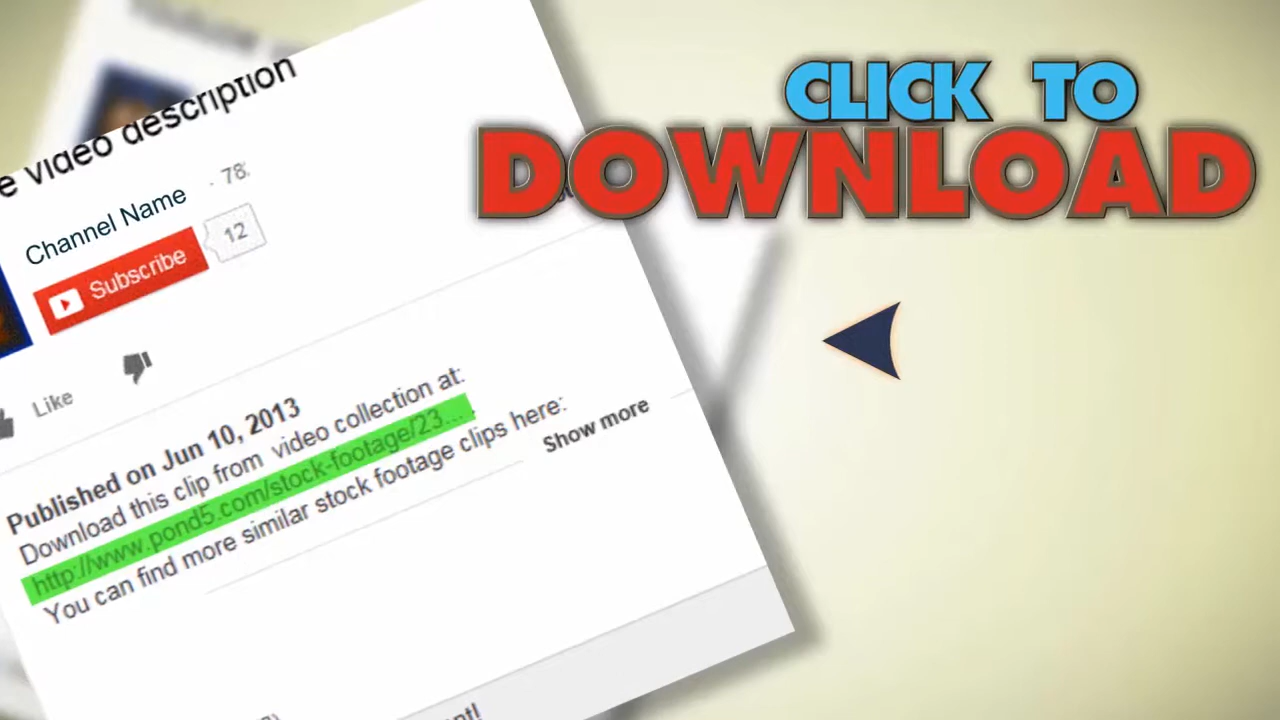 CLICK TO
DOWNLOAD
e video description
Channel Name
78
Subscribe
12
Like
Published on Jun 10, 2013
Download this clip from video collection at:
http://www.pond5.com/stock-footage/23... .
You can find more similar stock footage clips here:
Show more